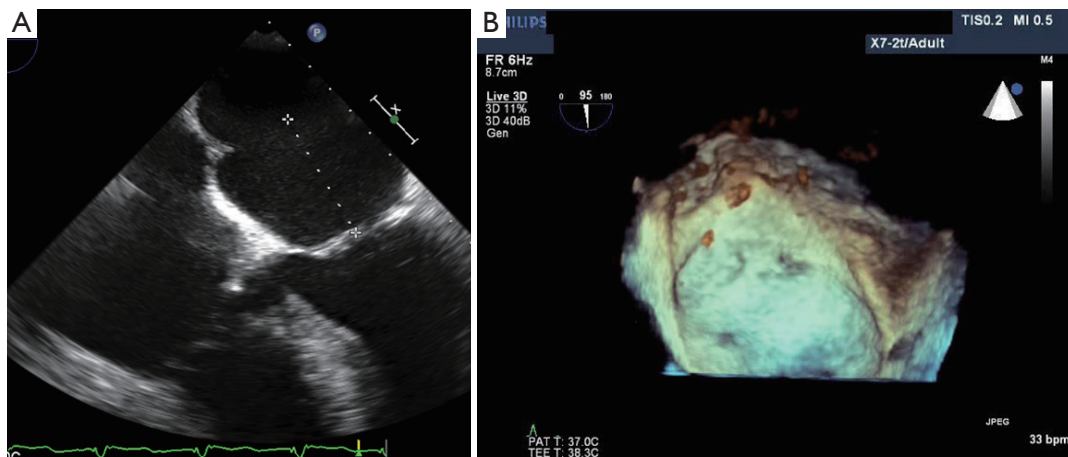 A
P
X
B
PHILIPS
TIS0.2 MI 0.5
X7-2t/Adult
FR 6Hz
8.7cm
Live 3D
3D 11%
3D 40dB
Gen
0 95 180
M4
JPEG
PAT T: 37.0C
TEE T: 38.3C
33 bpm